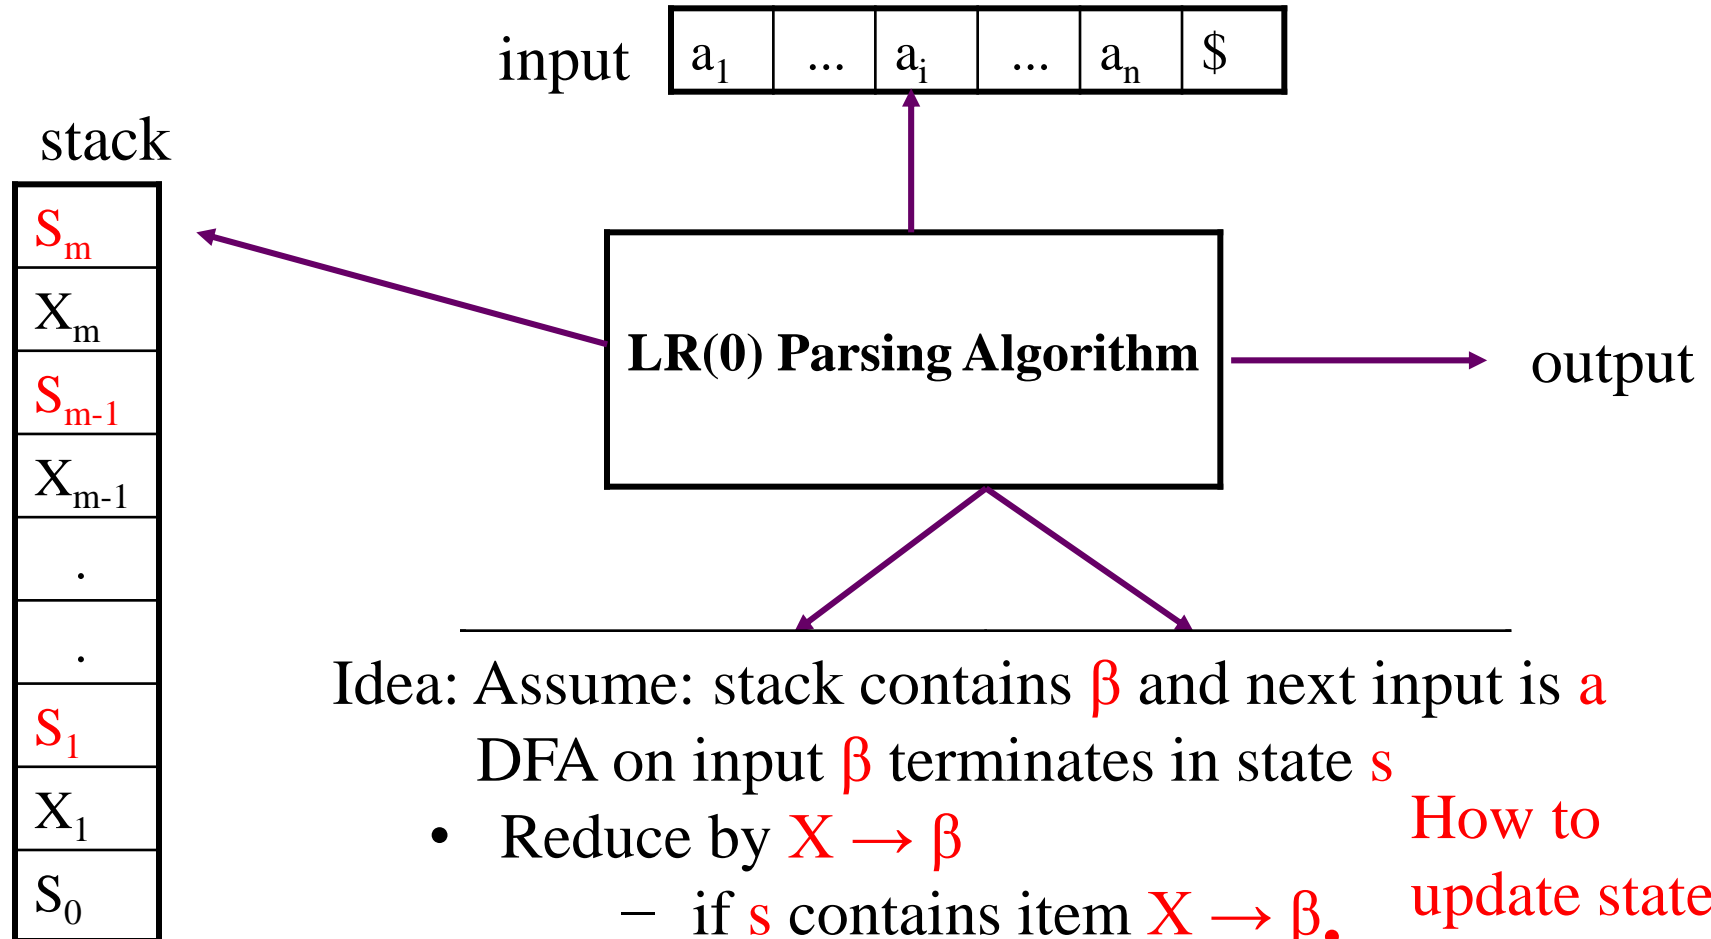 input a₁ ... aᵢ ... aₙ $
stack
Sₘ
Xₘ
Sₘ₋₁
Xₘ₋₁
.
.
S₁
X₁
S₀
LR(0) Parsing Algorithm
output
Idea: Assume: stack contains β and next input is a
DFA on input β terminates in state s
• Reduce by X → β
– if s contains item X → β.
How to
update state